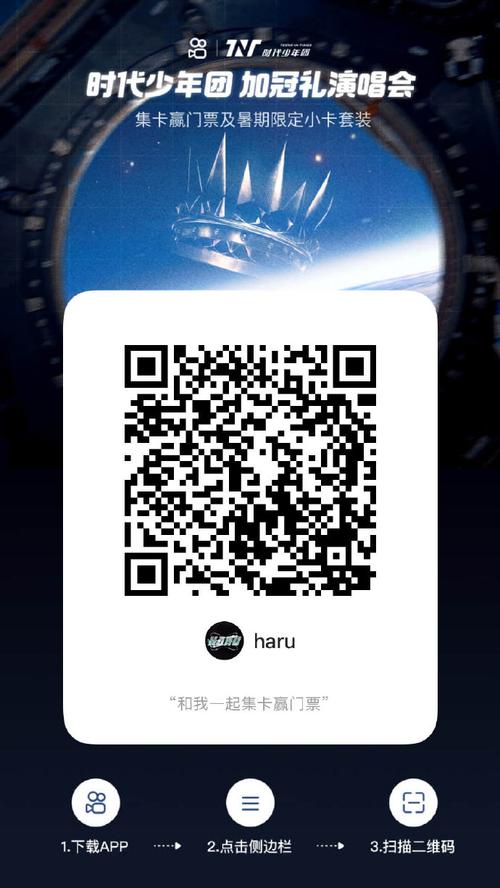 TNT 时代少年团
时代少年团 加冠礼演唱会
集卡赢门票及暑期限定小卡套装
haru
“和我一起集卡赢门票”
1.下载APP
2.点击侧边栏
3.扫描二维码